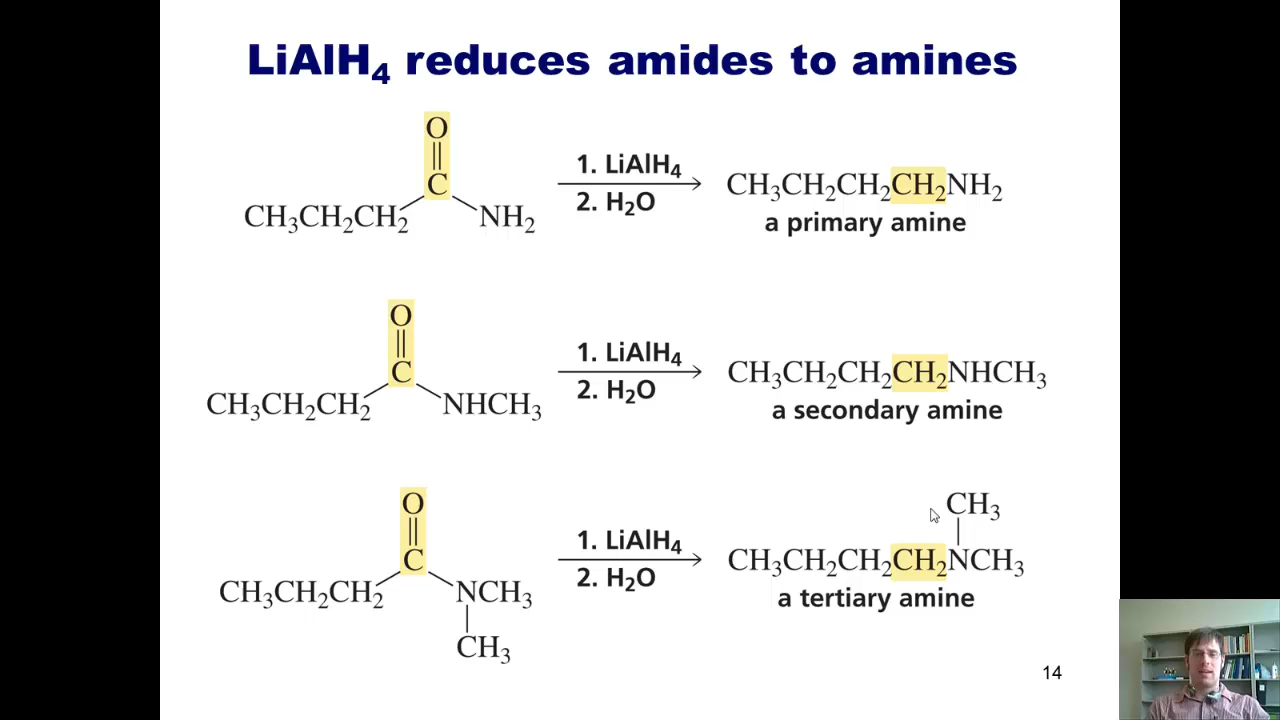 LiAlH₄ reduces amides to amines
O
C
CH₃CH₂CH₂
NH₂
1. LiAlH₄
2. H₂O
CH₃CH₂CH₂CH₂NH₂
a primary amine
O
C
CH₃CH₂CH₂
NHCH₃
1. LiAlH₄
2. H₂O
CH₃CH₂CH₂CH₂NHCH₃
a secondary amine
O
C
CH₃CH₂CH₂
NCH₃
CH₃
1. LiAlH₄
2. H₂O
CH₃
CH₃CH₂CH₂CH₂NCH₃
a tertiary amine
14